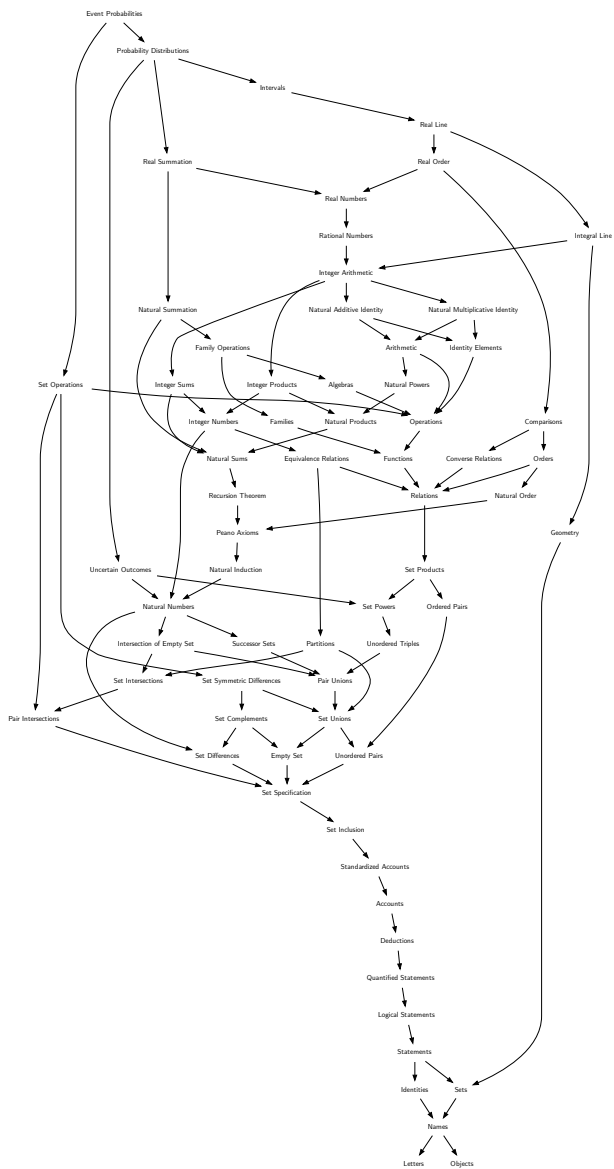 Event Probabilities
Probability Distributions
Intervals
Real Line
Real Summation
Real Order
Real Numbers
Rational Numbers
Integral Line
Integer Arithmetic
Natural Summation
Natural Additive Identity
Natural Multiplicative Identity
Family Operations
Arithmetic
Identity Elements
Set Operations
Integer Sums
Integer Products
Algebras
Natural Powers
Integer Numbers
Families
Natural Products
Operations
Comparisons
Natural Sums
Equivalence Relations
Functions
Converse Relations
Orders
Recursion Theorem
Relations
Natural Order
Peano Axioms
Geometry
Uncertain Outcomes
Natural Induction
Set Products
Natural Numbers
Set Powers
Ordered Pairs
Intersection of Empty Set
Successor Sets
Partitions
Unordered Triples
Set Intersections
Set Symmetric Differences
Pair Unions
Pair Intersections
Set Complements
Set Unions
Set Differences
Empty Set
Unordered Pairs
Set Specification
Set Inclusion
Standardized Accounts
Accounts
Deductions
Quantified Statements
Logical Statements
Statements
Identities
Sets
Names
Letters
Objects